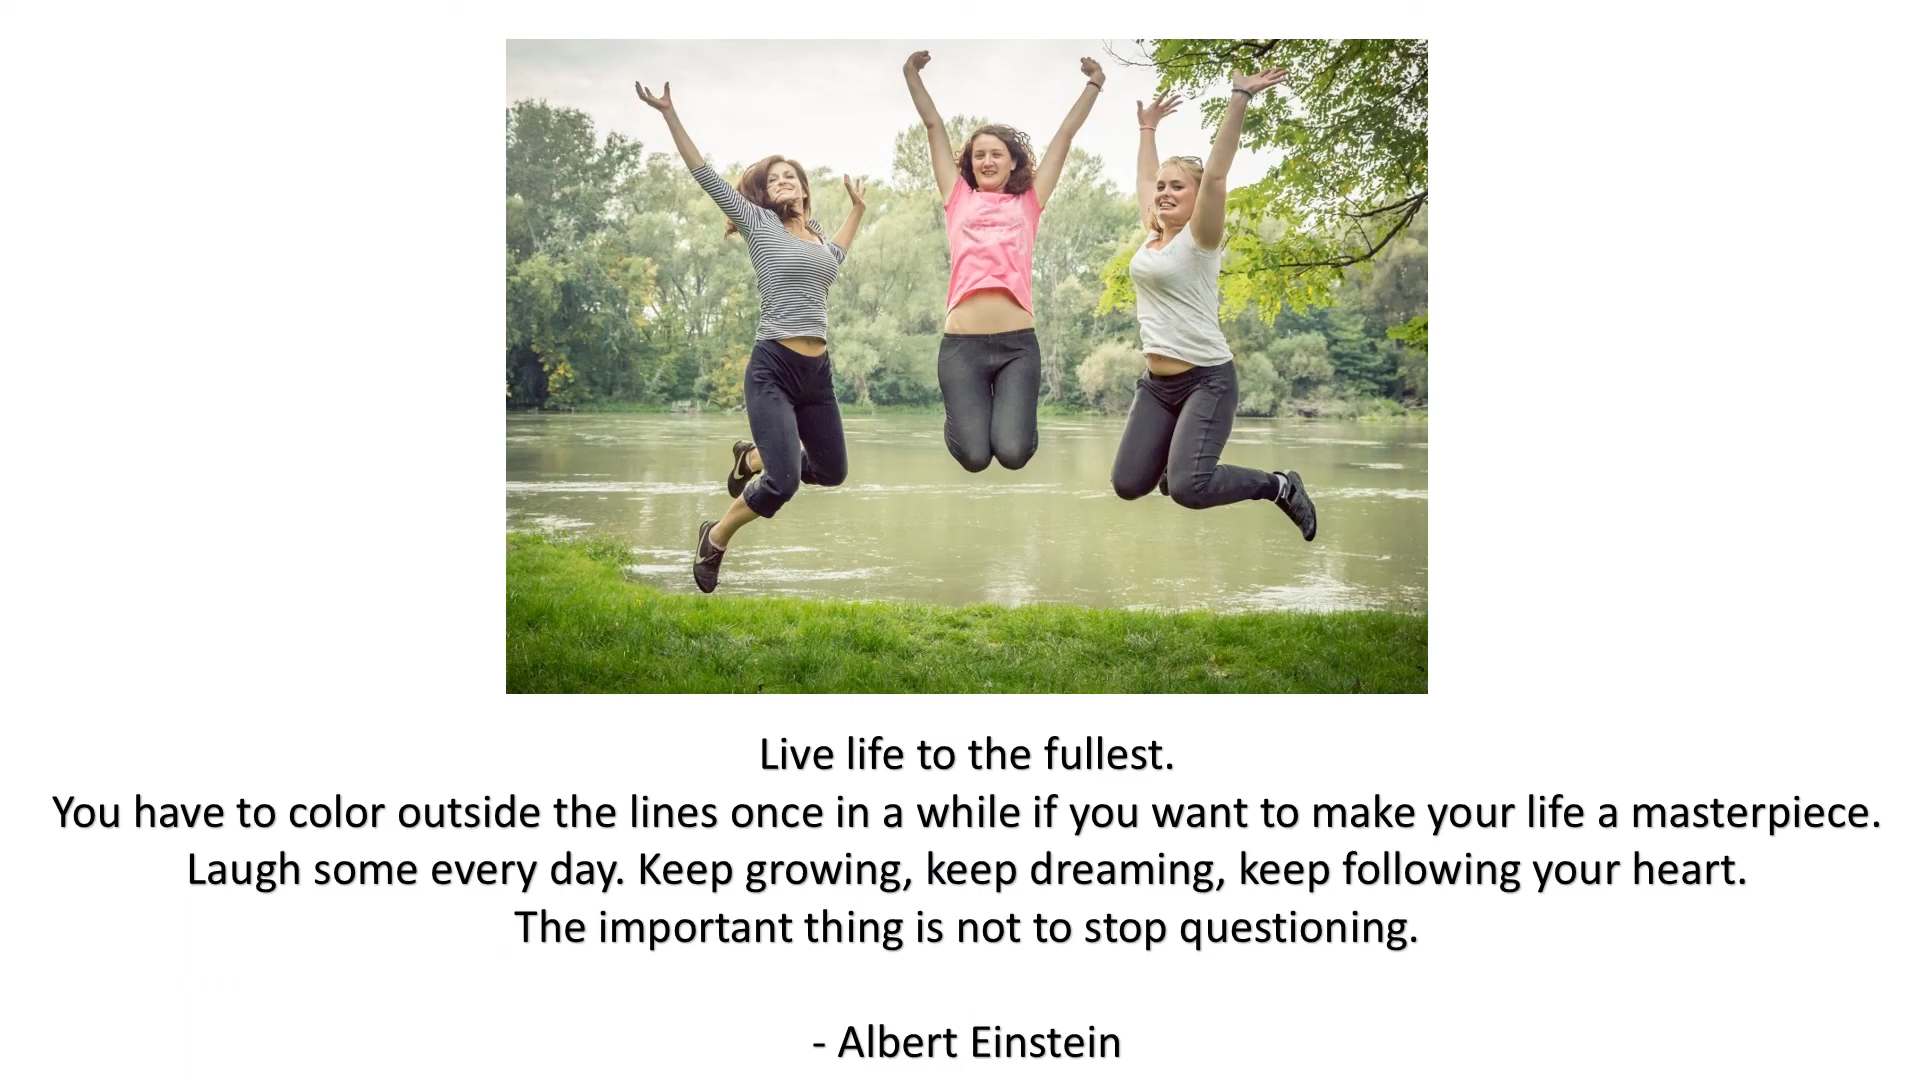 Live life to the fullest.
You have to color outside the lines once in a while if you want to make your life a masterpiece.
Laugh some every day. Keep growing, keep dreaming, keep following your heart.
The important thing is not to stop questioning.
- Albert Einstein